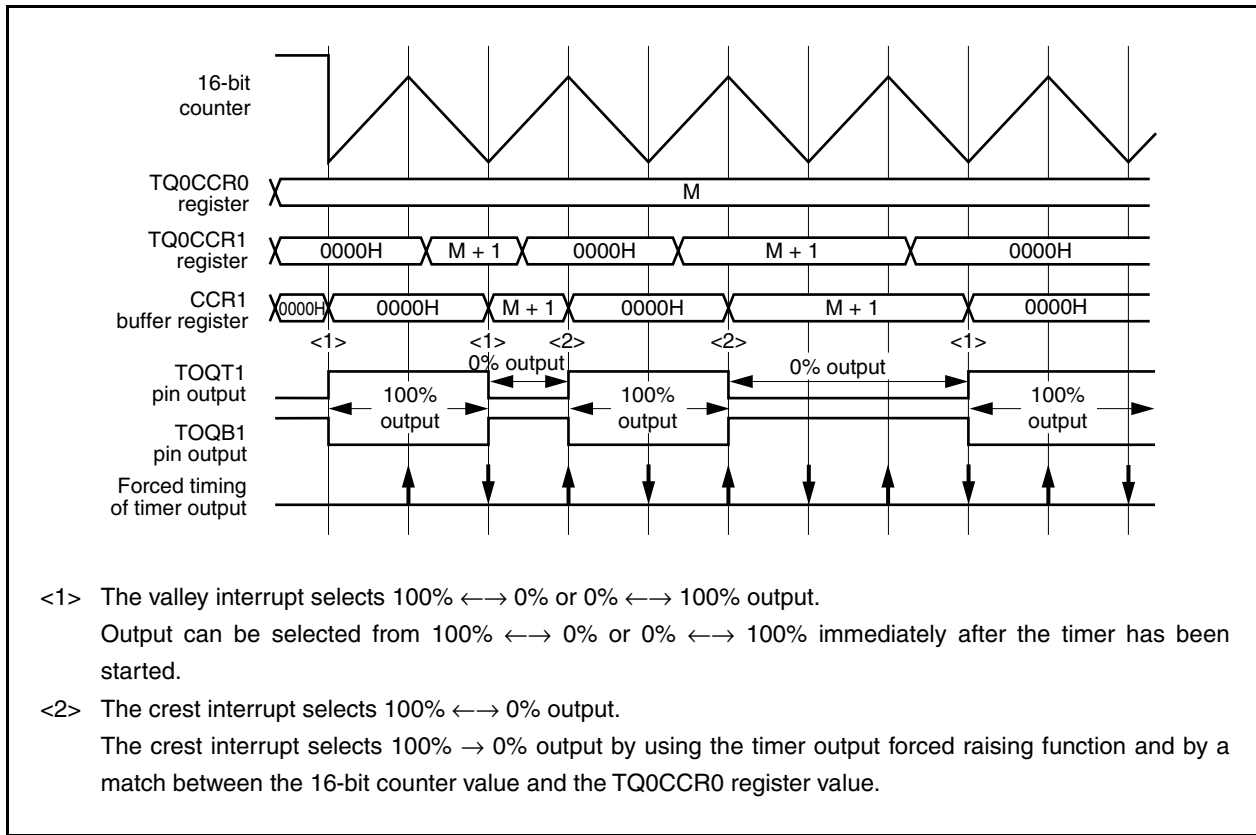 16-bit
counter
TQ0CCR0
register
M
TQ0CCR1
register
0000H
M + 1
0000H
M + 1
0000H
CCR1
buffer register
0000H
0000H
M + 1
0000H
M + 1
0000H
<1>
<1>
<2>
<2>
<1>
0% output
0% output
TOQT1
pin output
100%
output
100%
output
100%
output
TOQB1
pin output
Forced timing
of timer output
<1> The valley interrupt selects 100% ←→ 0% or 0% ←→ 100% output.
Output can be selected from 100% ←→ 0% or 0% ←→ 100% immediately after the timer has been
started.
<2> The crest interrupt selects 100% ←→ 0% output.
The crest interrupt selects 100% → 0% output by using the timer output forced raising function and by a
match between the 16-bit counter value and the TQ0CCR0 register value.